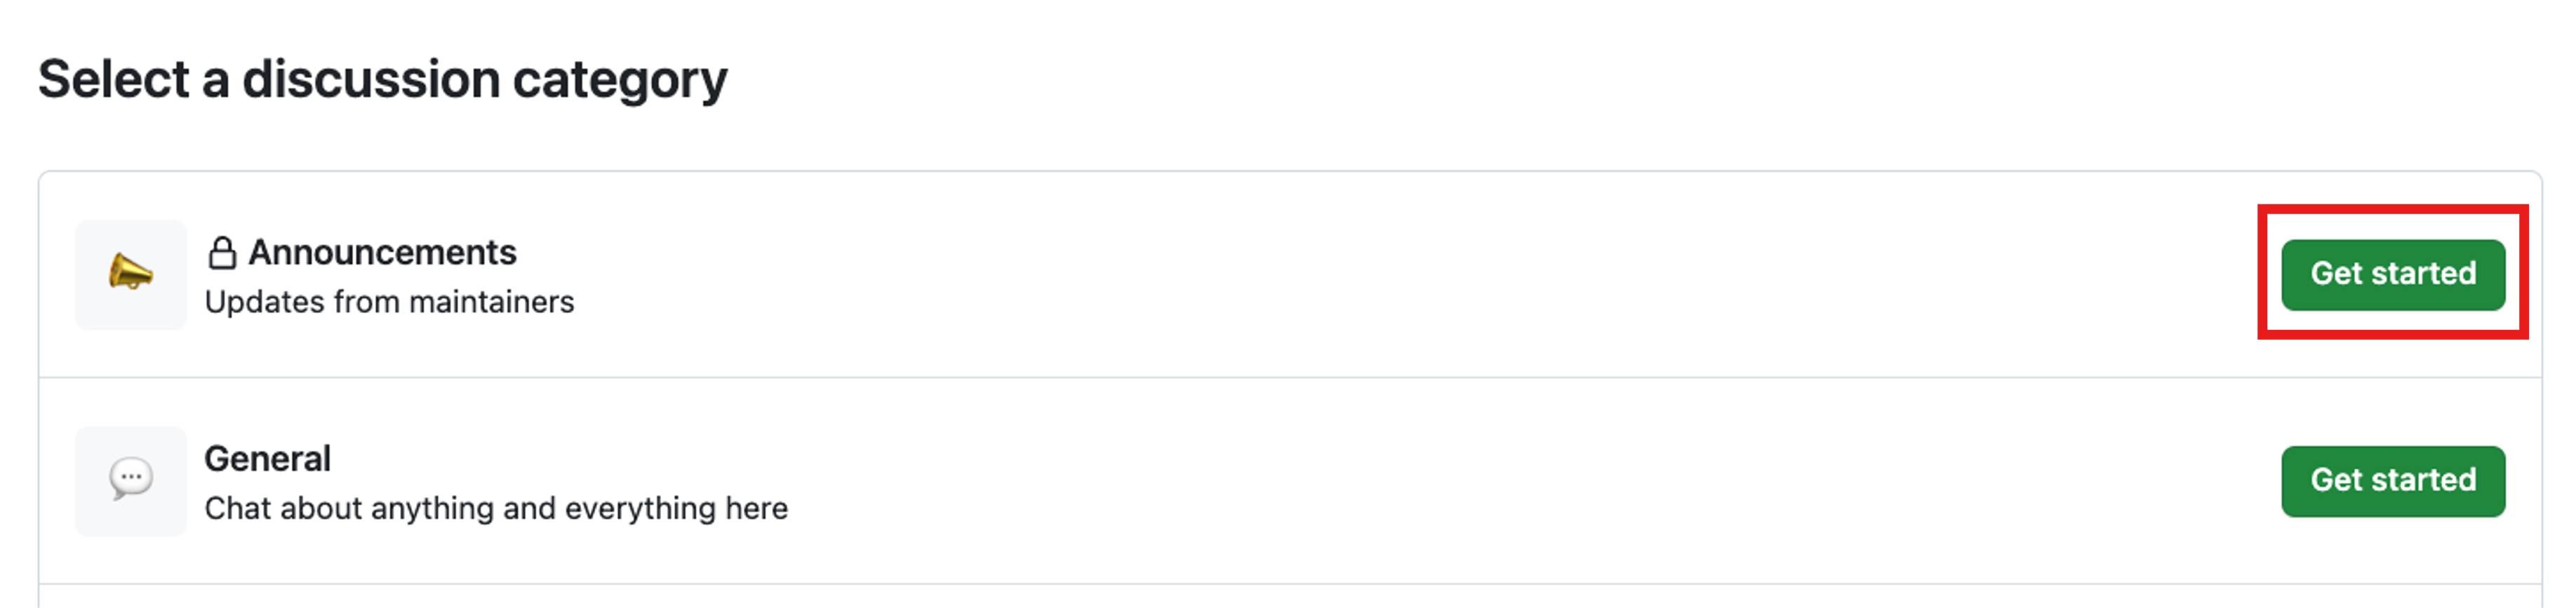 Select a discussion category
Announcements
Get started
Updates from maintainers
General
Get started
Chat about anything and everything here